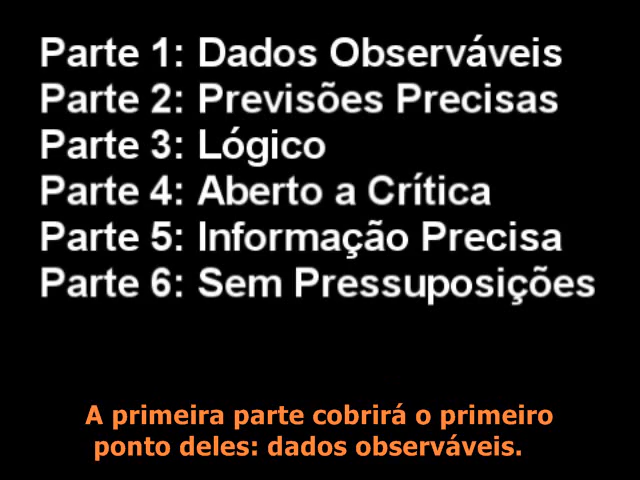 Parte 1: Dados Observáveis
Parte 2: Previsões Precisas
Parte 3: Lógico
Parte 4: Aberto a Crítica
Parte 5: Informação Precisa
Parte 6: Sem Pressuposições
A primeira parte cobrirá o primeiro
ponto deles: dados observáveis.